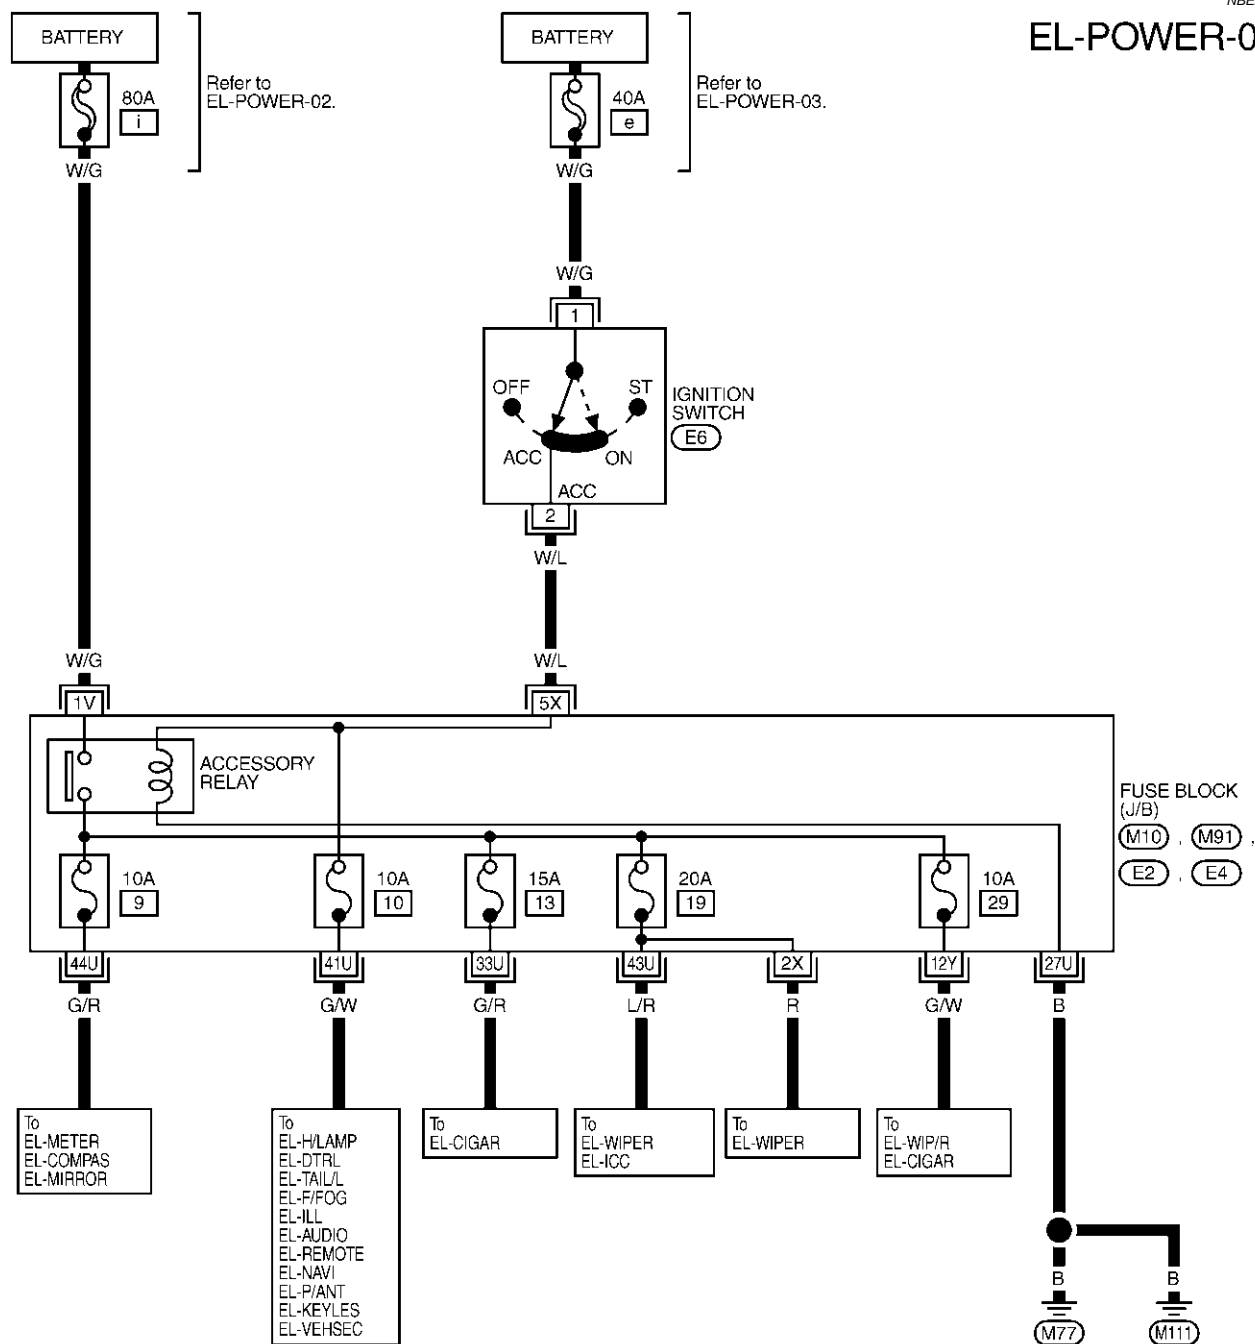 NBE
EL-POWER-0
BATTERY
BATTERY
80A
i
Refer to
EL-POWER-02.
40A
e
Refer to
EL-POWER-03.
W/G
W/G
W/G
1
OFF
ST
ACC
ON
ACC
IGNITION
SWITCH
E6
2
W/L
W/G
W/L
1V
5X
ACCESSORY
RELAY
FUSE BLOCK
(J/B)
M10 , M91 ,
E2 , E4
10A
9
10A
10
15A
13
20A
19
10A
29
44U
41U
33U
43U
2X
12Y
27U
G/R
G/W
G/R
L/R
R
G/W
B
To
EL-METER
EL-COMPAS
EL-MIRROR
To
EL-H/LAMP
EL-DTRL
EL-TAIL/L
EL-F/FOG
EL-ILL
EL-AUDIO
EL-REMOTE
EL-NAVI
EL-P/ANT
EL-KEYLES
EL-VEHSEC
To
EL-CIGAR
To
EL-WIPER
EL-ICC
To
EL-WIPER
To
EL-WIP/R
EL-CIGAR
B
B
M77
M111